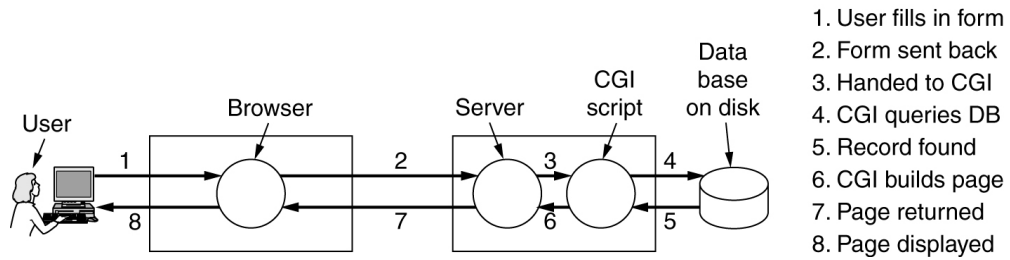 User
Browser
Server
CGI
script
Data
base
on disk
1
2
3
4
8
7
6
5
1. User fills in form
2. Form sent back
3. Handed to CGI
4. CGI queries DB
5. Record found
6. CGI builds page
7. Page returned
8. Page displayed